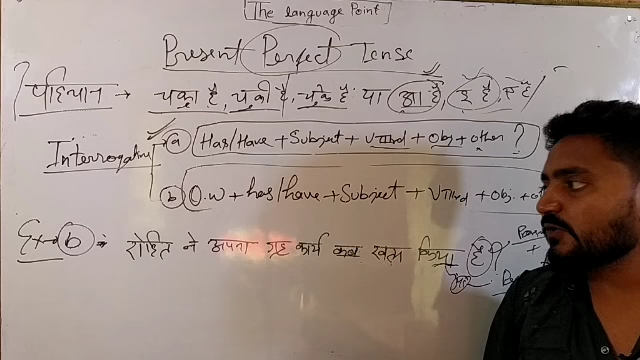 The language Point
Present Perfect Tense
पहिचान → चुका है, चुकी है, चुके हैं या आ है, ई है, ए हैं
Interrogative
(a) Has/Have + Subject + VIIIrd + Obj + other ?
(b) Q.W + has/have + Subject + VIIIrd + Obj. +
Ex→ (b) रोहित ने अपना गृह कार्य कब खत्म किया है ?